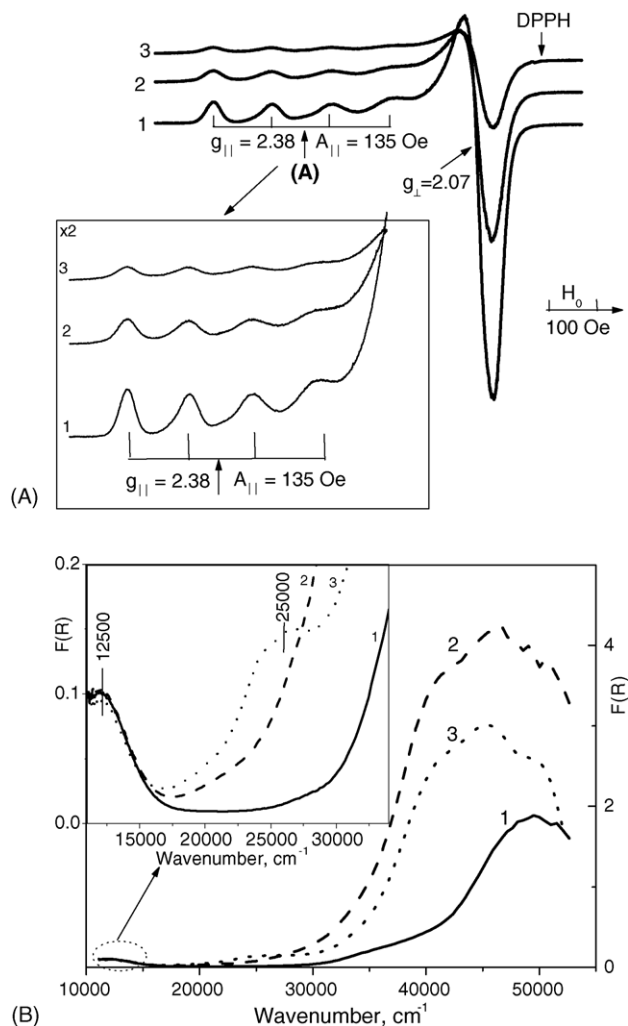 (A)
DPPH
3
2
1
g|| = 2.38 A|| = 135 Oe
(A)
g⊥=2.07
H₀
100 Oe
x2
3
2
1
g|| = 2.38 A|| = 135 Oe
(B)
F(R)
0.2
0.1
0.0
12500
25000
2
3
1
15000 20000 25000 30000
Wavenumber, cm⁻¹
2
3
1
4
2
0
F(R)
10000 20000 30000 40000 50000
Wavenumber, cm⁻¹